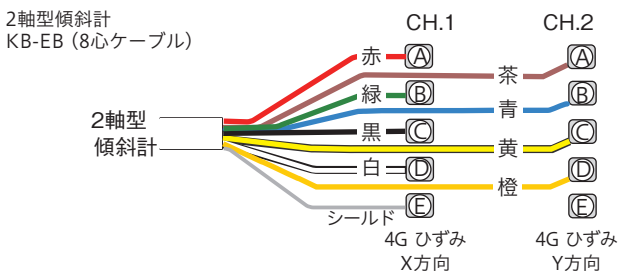 2軸型傾斜計
KB-EB（8心ケーブル）
CH.1
CH.2
赤
Ⓐ
茶
Ⓐ
緑
Ⓑ
青
Ⓑ
2軸型
傾斜計
黒
Ⓒ
黄
Ⓒ
白
Ⓓ
橙
Ⓓ
シールド
Ⓔ
Ⓔ
4G ひずみ
X方向
4G ひずみ
Y方向